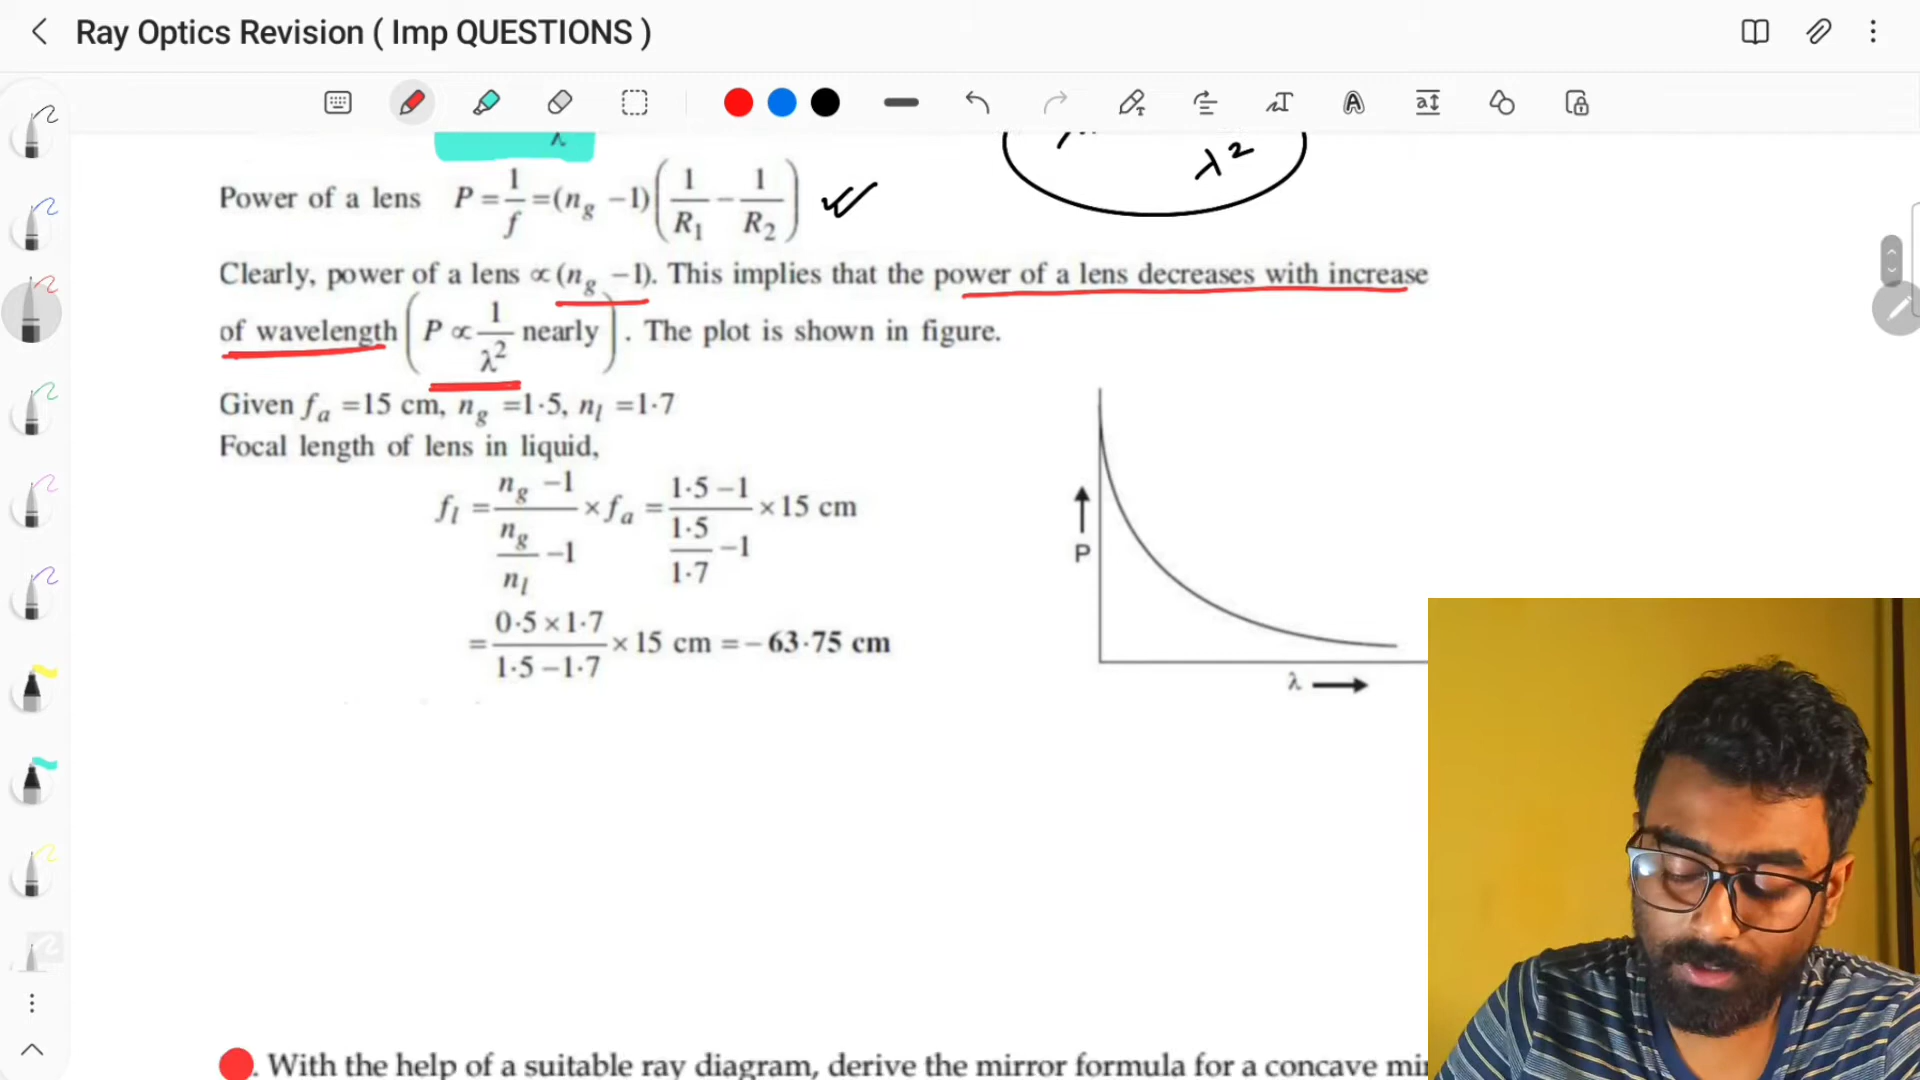 Ray Optics Revision ( Imp QUESTIONS )
λ
λ²
Power of a lens P = 1/f = (n_g − 1)(1/R₁ − 1/R₂)
Clearly, power of a lens ∝ (n_g − 1). This implies that the power of a lens decreases with increase
of wavelength (P ∝ 1/λ² nearly). The plot is shown in figure.
Given f_a = 15 cm, n_g = 1·5, n_l = 1·7
Focal length of lens in liquid,
f_l = (n_g − 1)/(n_g/n_l − 1) × f_a = (1·5 − 1)/(1·5/1·7 − 1) × 15 cm
= (0·5 × 1·7)/(1·5 − 1·7) × 15 cm = − 63·75 cm
P
λ
. With the help of a suitable ray diagram, derive the mirror formula for a concave